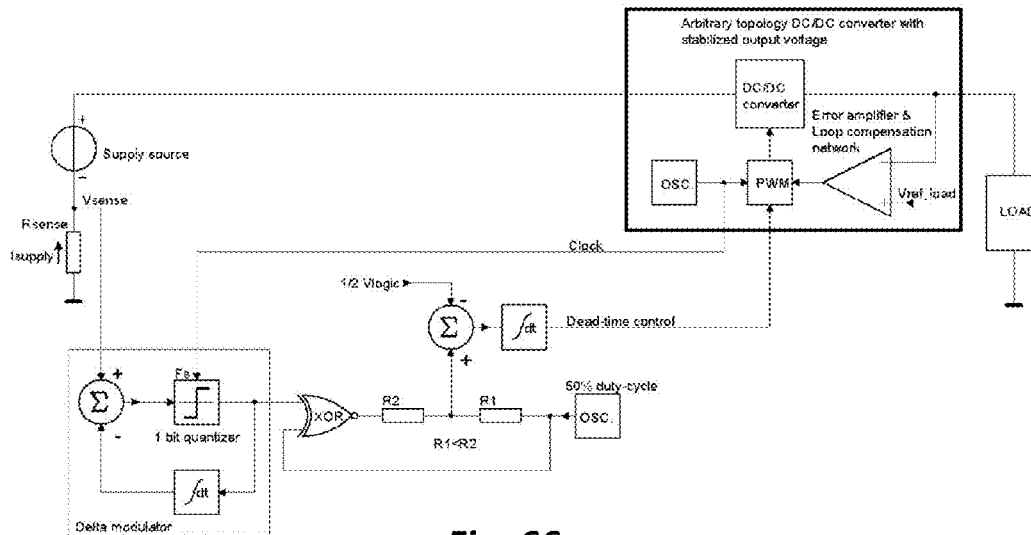 Arbitrary topology DC/DC converter with
stabilized output voltage
DC/DC
converter
Error amplifier &
Loop compensation
network
+
Supply source
-
OSC.
PWM
-
+
Vref_load
LOAD
Vsense
Rsense
Isupply
Clock
1/2 Vlogic
-
Σ
+
∫dt
Dead-time control
Fs
+
Σ
-
1 bit quantizer
∫dt
Delta modulator
XOR
R2
R1
R1<R2
50% duty-cycle
OSC.